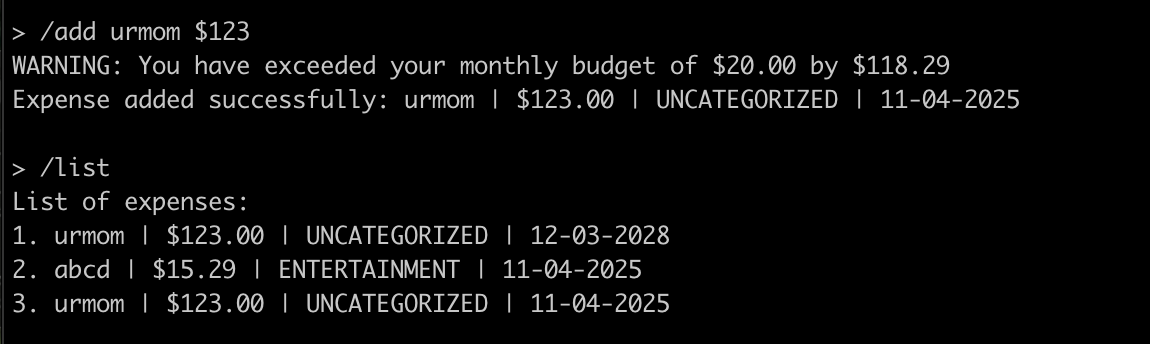 > /add urmom $123
WARNING: You have exceeded your monthly budget of $20.00 by $118.29
Expense added successfully: urmom | $123.00 | UNCATEGORIZED | 11-04-2025
> /list
List of expenses:
1. urmom | $123.00 | UNCATEGORIZED | 12-03-2028
2. abcd | $15.29 | ENTERTAINMENT | 11-04-2025
3. urmom | $123.00 | UNCATEGORIZED | 11-04-2025